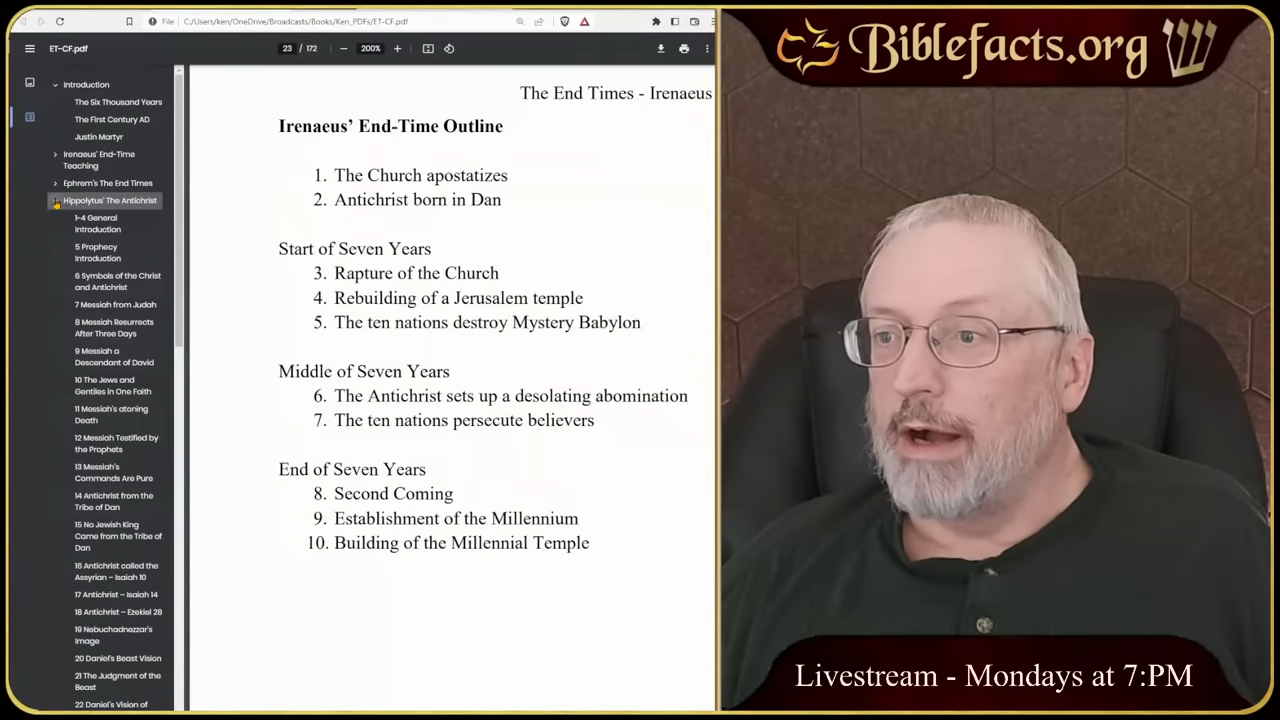 File
C:/Users/ken/OneDrive/Broadcasts/Books/Ken_PDFs/ET-CF.pdf
ET-CF.pdf
23 / 172
200%
Introduction
The Six Thousand Years
The First Century AD
Justin Martyr
Irenaeus' End-Time
Teaching
Ephrem's The End Times
Hippolytus' The Antichrist
1-4 General
Introduction
5 Prophecy
Introduction
6 Symbols of the Christ
and Antichrist
7 Messiah from Judah
8 Messiah Resurrects
After Three Days
9 Messiah a
Descendant of David
10 The Jews and
Gentiles in One Faith
11 Messiah's atoning
Death
12 Messiah Testified by
the Prophets
13 Messiah's
Commands Are Pure
14 Antichrist from the
Tribe of Dan
15 No Jewish King
Came from the Tribe of
Dan
16 Antichrist called the
Assyrian – Isaiah 10
17 Antichrist – Isaiah 14
18 Antichrist – Ezekiel 28
19 Nebuchadnezzar's
Image
20 Daniel's Beast Vision
21 The Judgment of the
Beast
22 Daniel's Vision of
The End Times - Irenaeus
Irenaeus' End-Time Outline
1. The Church apostatizes
2. Antichrist born in Dan
Start of Seven Years
3. Rapture of the Church
4. Rebuilding of a Jerusalem temple
5. The ten nations destroy Mystery Babylon
Middle of Seven Years
6. The Antichrist sets up a desolating abomination
7. The ten nations persecute believers
End of Seven Years
8. Second Coming
9. Establishment of the Millennium
10. Building of the Millennial Temple
Biblefacts.org
Livestream - Mondays at 7:PM